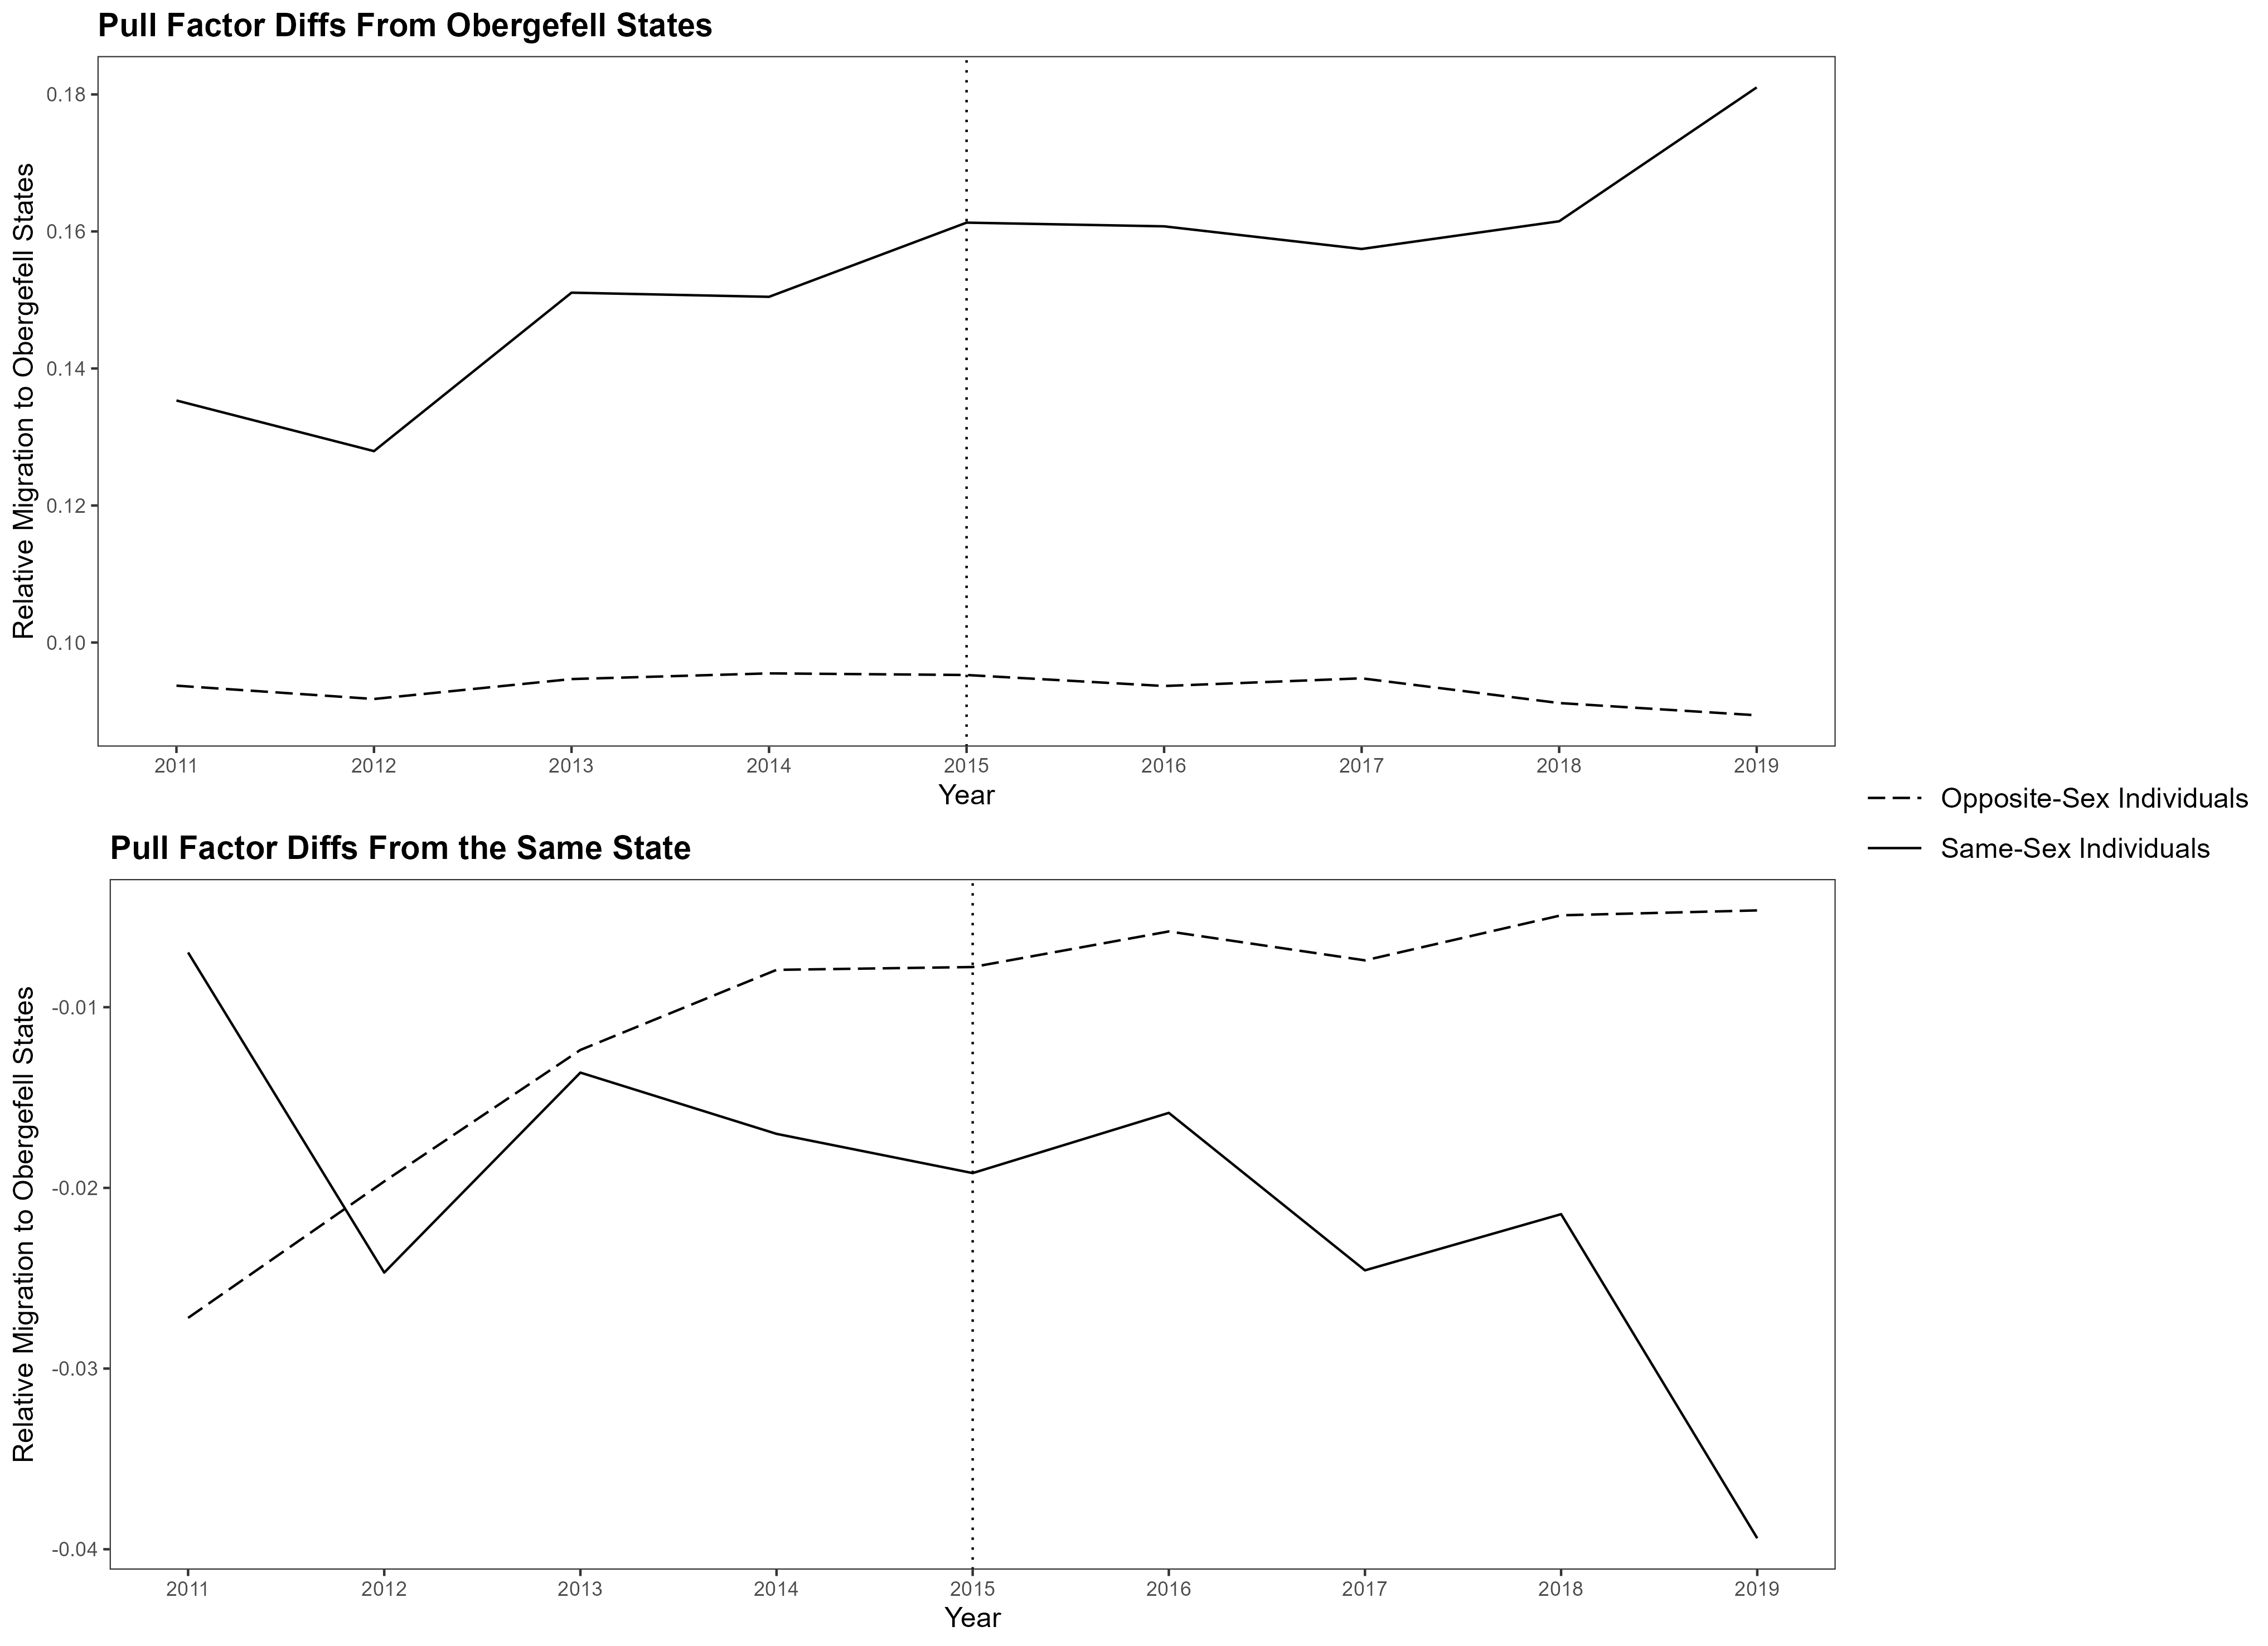 Pull Factor Diffs From Obergefell States
Relative Migration to Obergefell States
0.18
0.16
0.14
0.12
0.10
2011 2012 2013 2014 2015 2016 2017 2018 2019
Year
Opposite-Sex Individuals
Same-Sex Individuals
Pull Factor Diffs From the Same State
Relative Migration to Obergefell States
-0.01
-0.02
-0.03
-0.04
2011 2012 2013 2014 2015 2016 2017 2018 2019
Year